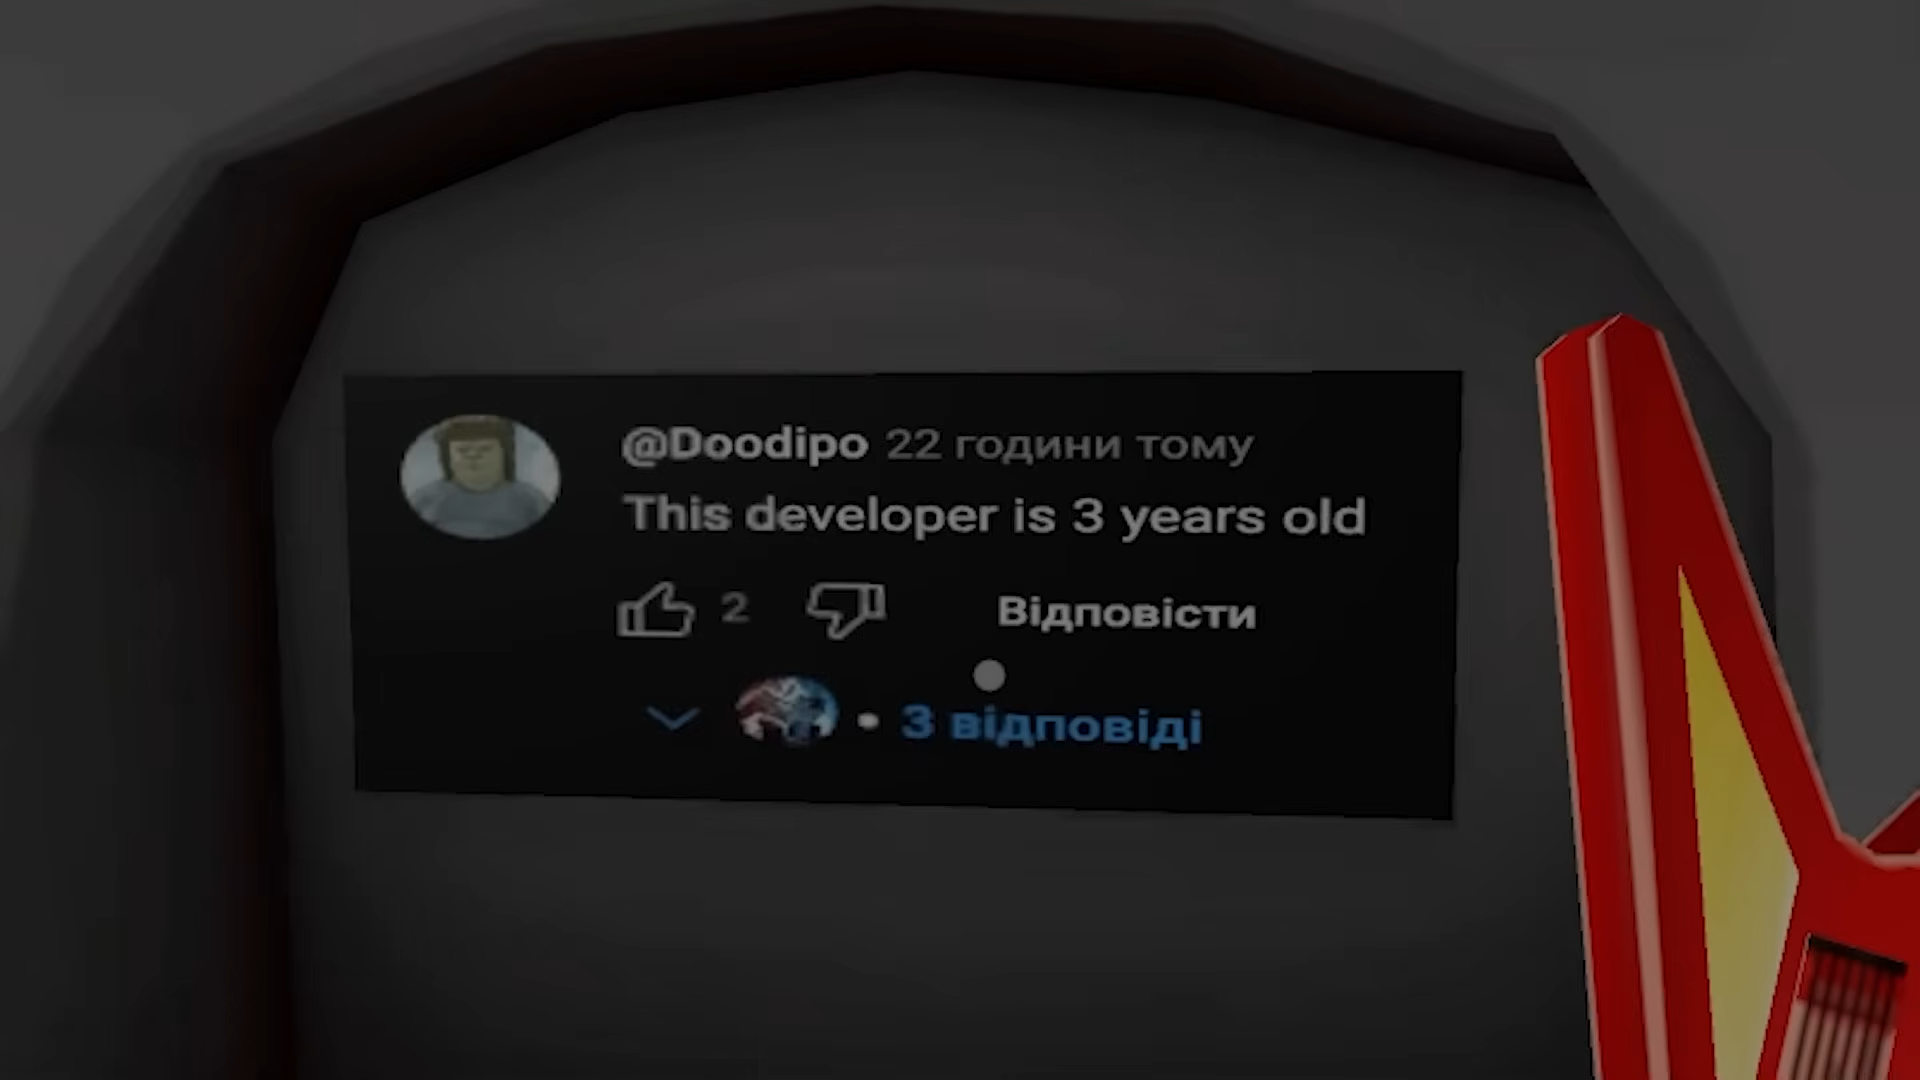 @Doodipo 22 години тому
This developer is 3 years old
2 Відповісти
3 відповіді